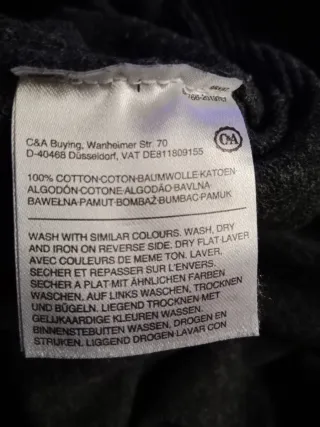 C&A
C&A Buying, Wanheimer Str. 70
D-40468 Düsseldorf, VAT DE811809155
100% COTTON·COTON·BAUMWOLLE·KATOEN
ALGODÓN·COTONE·ALGODÃO·BAVLNA
BAWEŁNA·PAMUT·BOMBAŽ·BUMBAC·PAMUK
WASH WITH SIMILAR COLOURS. WASH, DRY
AND IRON ON REVERSE SIDE. DRY FLAT·LAVER
AVEC COULEURS DE MEME TON. LAVER,
SECHER ET REPASSER SUR L'ENVERS.
SECHER A PLAT·MIT ÄHNLICHEN FARBEN
WASCHEN. AUF LINKS WASCHEN, TROCKNEN
UND BÜGELN. LIEGEND TROCKNEN·MET
GELIJKAARDIGE KLEUREN WASSEN.
BINNENSTEBUITEN WASSEN, DROGEN EN
STRIJKEN. LIGGEND DROGEN·LAVAR CON